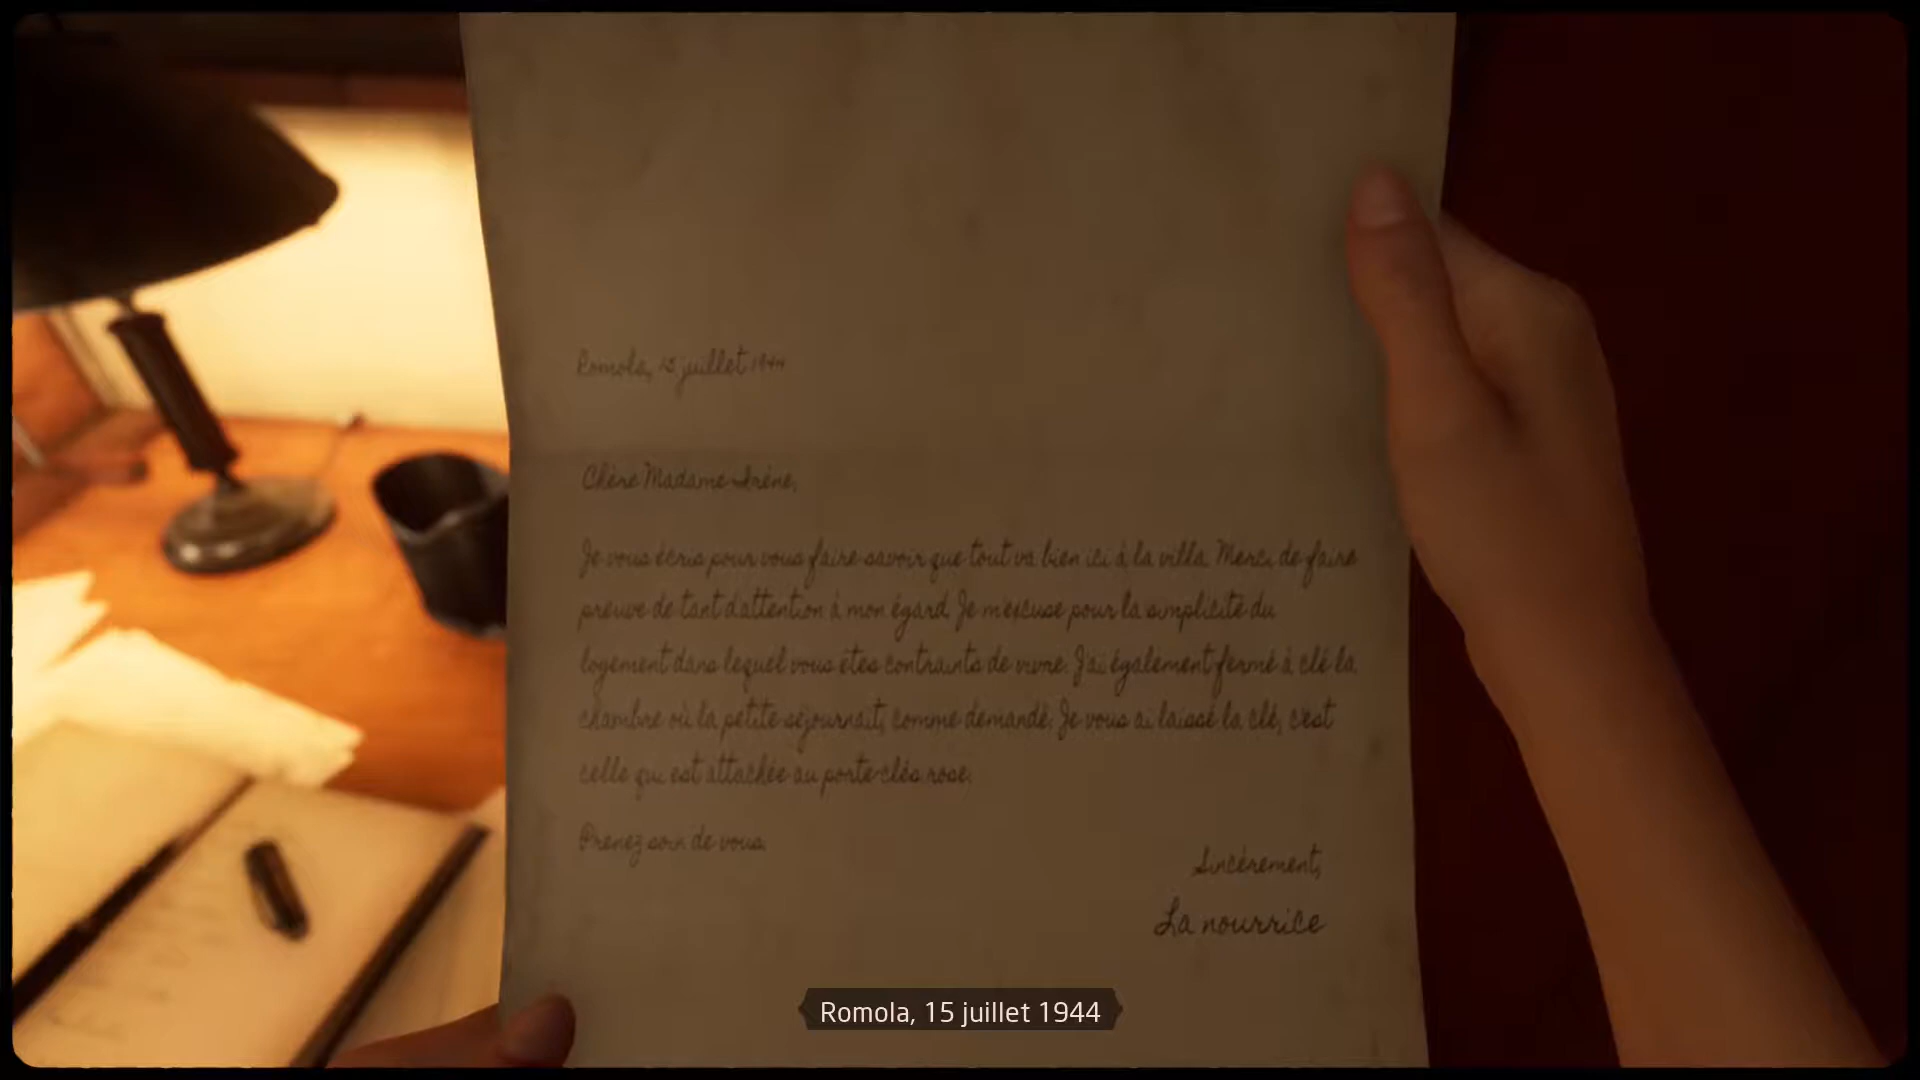 Romola, 15 juillet 1944
Chère Madame Irène,
Je vous écris pour vous faire savoir que tout va bien ici à la villa. Merci de faire
preuve de tant d'attention à mon égard. Je m'excuse pour la simplicité du
logement dans lequel vous êtes contraints de vivre. J'ai également fermé à clé la
chambre où la petite séjournait, comme demandé. Je vous ai laissé la clé, c'est
celle qui est attachée au porte-clés rose.
Prenez soin de vous.
Sincèrement,
La nourrice
Romola, 15 juillet 1944